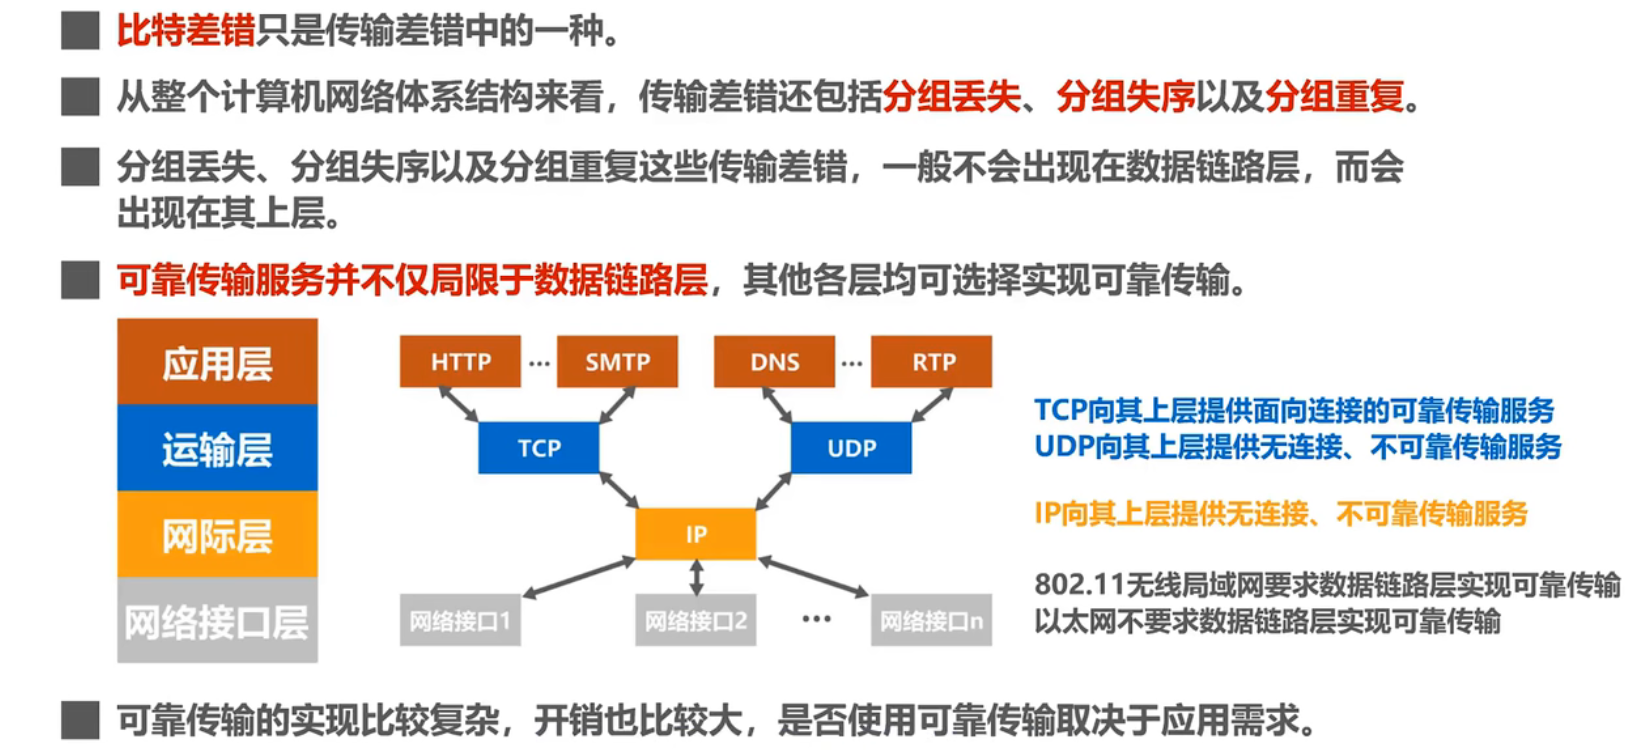 比特差错只是传输差错中的一种。
从整个计算机网络体系结构来看，传输差错还包括分组丢失、分组失序以及分组重复。
分组丢失、分组失序以及分组重复这些传输差错，一般不会出现在数据链路层，而会
出现在其上层。
可靠传输服务并不仅局限于数据链路层，其他各层均可选择实现可靠传输。
应用层
HTTP ··· SMTP DNS ··· RTP
运输层
TCP UDP
TCP向其上层提供面向连接的可靠传输服务
UDP向其上层提供无连接、不可靠传输服务
网际层
IP
IP向其上层提供无连接、不可靠传输服务
网络接口层
网络接口1 网络接口2 ··· 网络接口n
802.11无线局域网要求数据链路层实现可靠传输
以太网不要求数据链路层实现可靠传输
可靠传输的实现比较复杂，开销也比较大，是否使用可靠传输取决于应用需求。